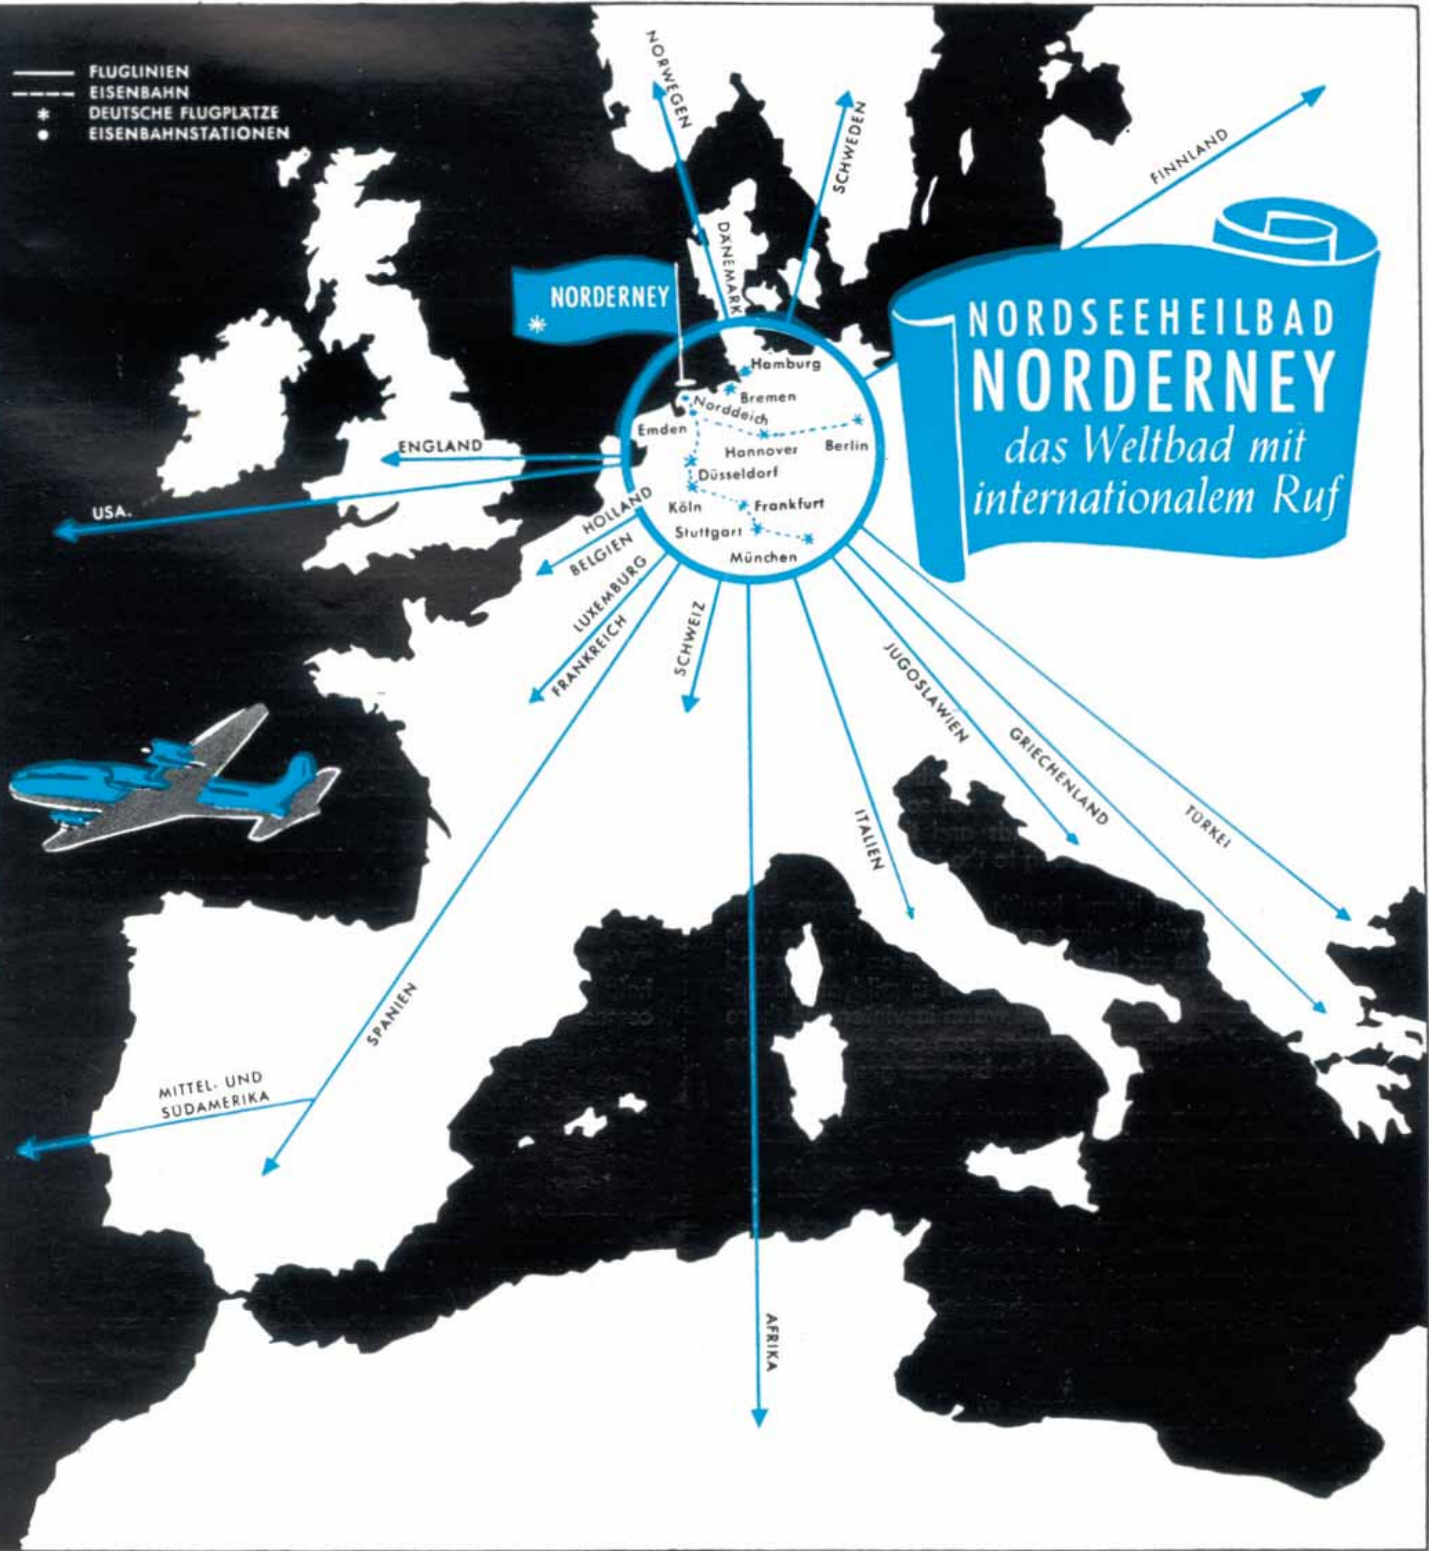 FLUGLINIEN
EISENBAHN
DEUTSCHE FLUGPLÄTZE
EISENBAHNSTATIONEN
NORWEGEN
SCHWEDEN
FINNLAND
DÄNEMARK
NORDERNEY
NORDSEEHEILBAD
NORDERNEY
das Weltbad mit
internationalem Ruf
Hamburg
Bremen
Norddeich
Emden
Hannover
Berlin
Düsseldorf
Köln
Frankfurt
Stuttgart
München
ENGLAND
USA.
HOLLAND
BELGIEN
LUXEMBURG
FRANKREICH
SCHWEIZ
JUGOSLAWIEN
GRIECHENLAND
TÜRKEI
ITALIEN
SPANIEN
MITTEL- UND
SÜDAMERIKA
AFRIKA